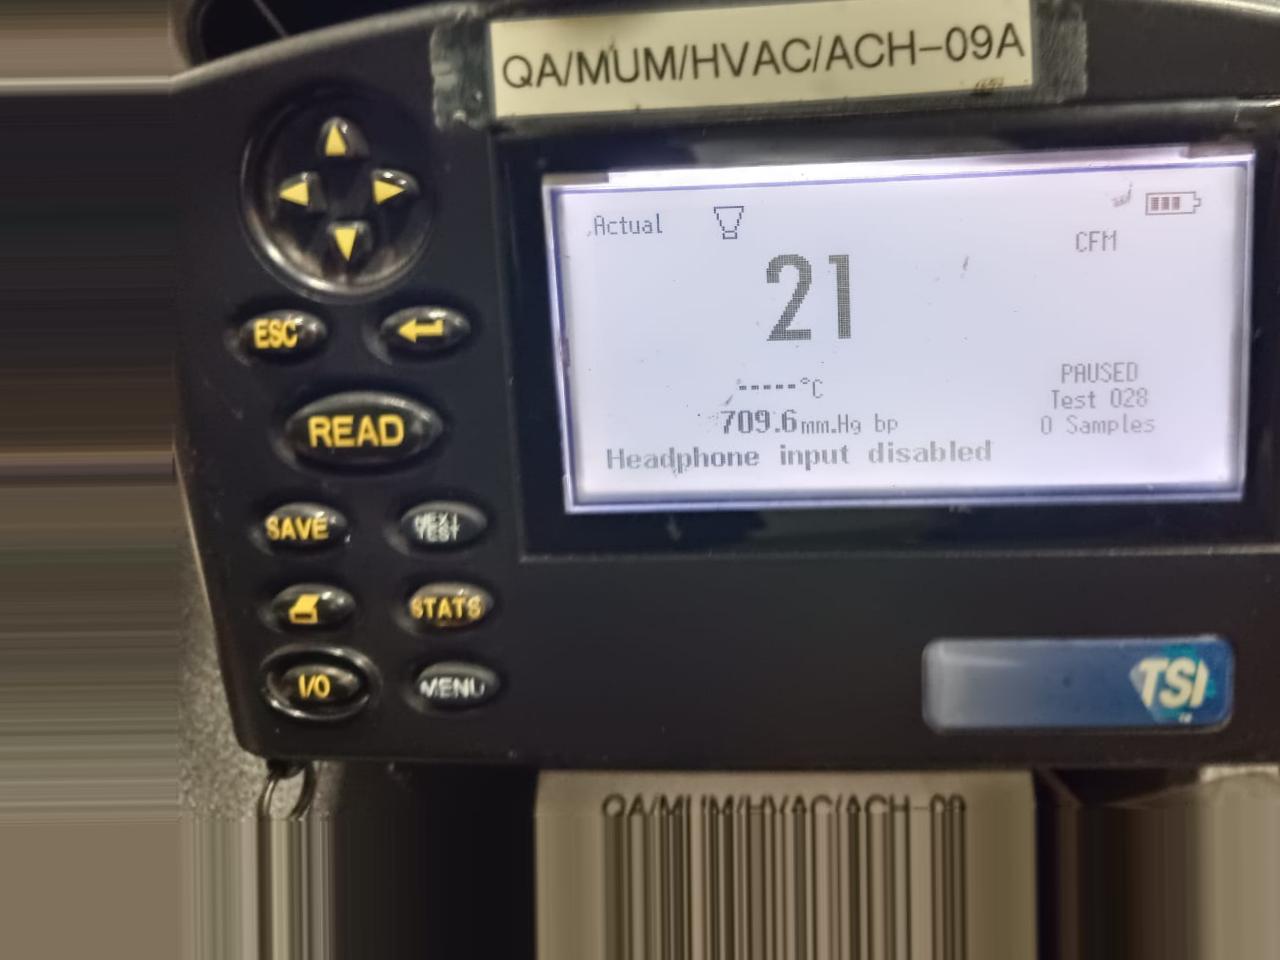 QA/MUM/HVAC/ACH-09A
Actual
CFM
21
-----°C
PAUSED
Test 028
709.6 mm.Hg bp
0 Samples
Headphone input disabled
ESC
READ
SAVE
NEXT
TEST
STATS
I/O
MENU
TSI
QA/MUM/HVAC/ACH-09